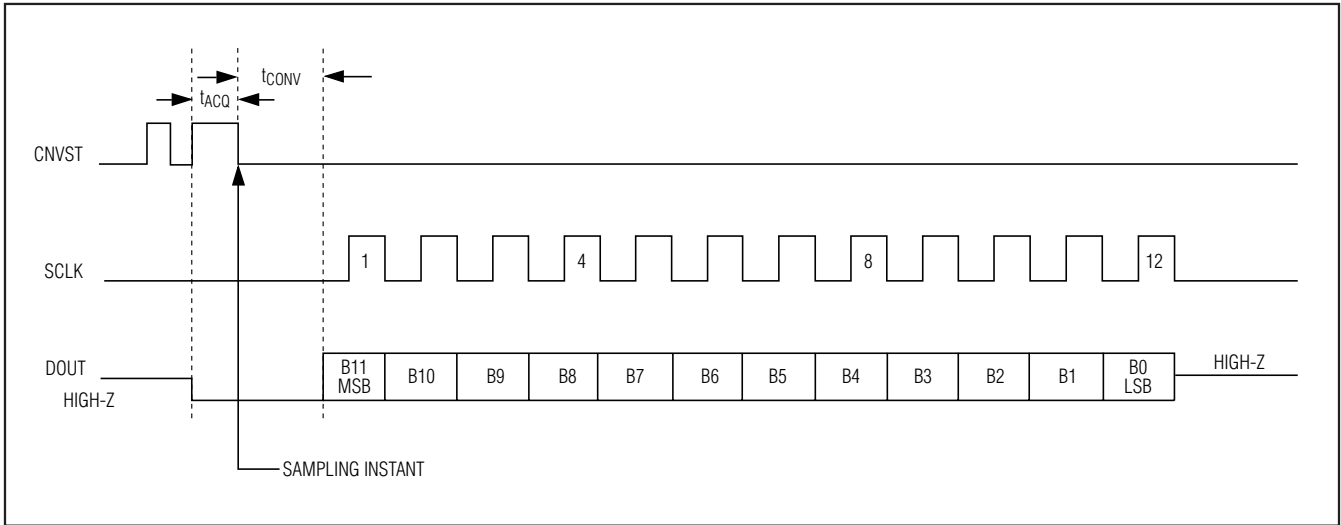 tCONV
tACQ
CNVST
1 4 8 12
SCLK
DOUT
HIGH-Z
B11
MSB
B10 B9 B8 B7 B6 B5 B4 B3 B2 B1
B0
LSB
HIGH-Z
SAMPLING INSTANT